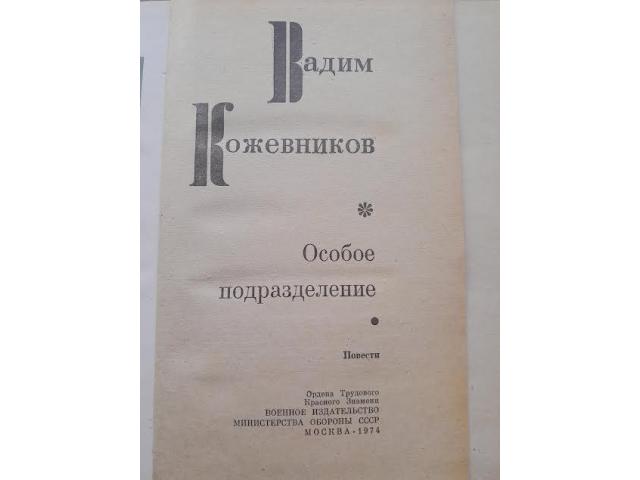 Вадим
Кожевников
*
Особое
подразделение
•
Повести
Ордена Трудового
Красного Знамени
ВОЕННОЕ ИЗДАТЕЛЬСТВО
МИНИСТЕРСТВА ОБОРОНЫ СССР
МОСКВА-1974